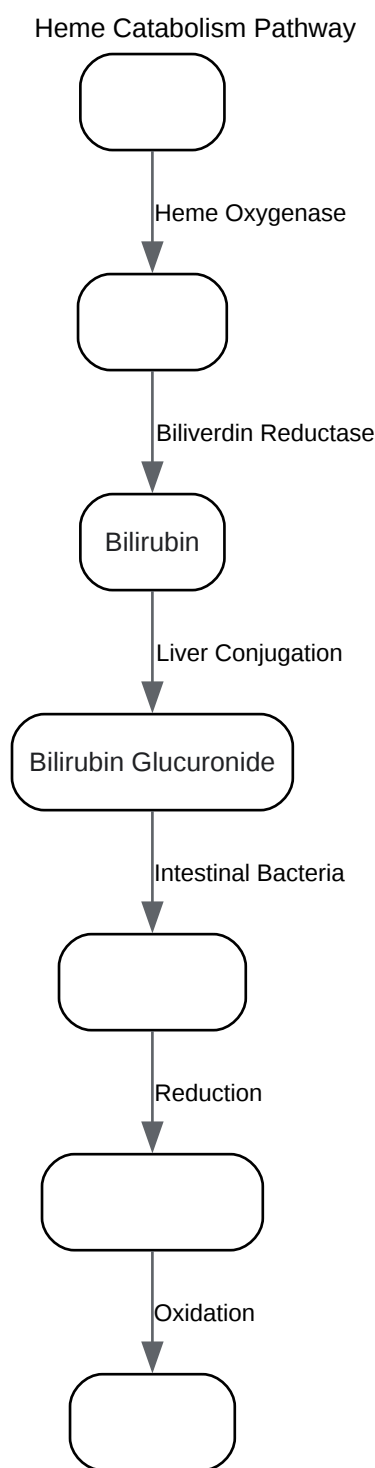 Heme Catabolism Pathway
Heme Oxygenase
Biliverdin Reductase
Bilirubin
Liver Conjugation
Bilirubin Glucuronide
Intestinal Bacteria
Reduction
Oxidation